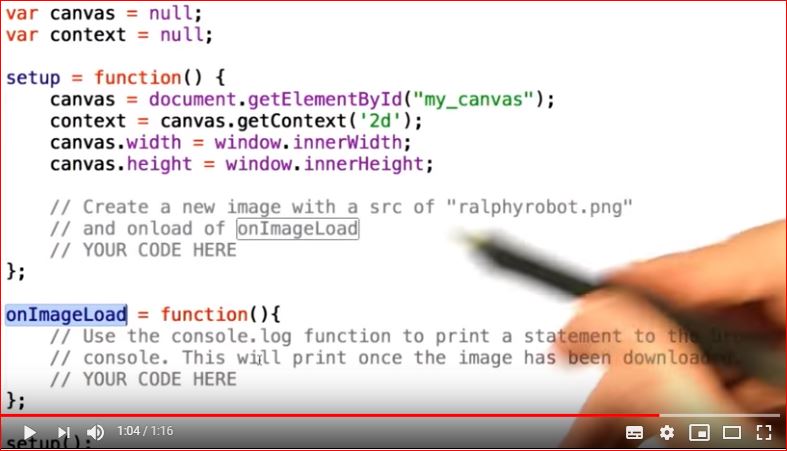 var canvas = null;
var context = null;
setup = function() {
canvas = document.getElementById("my_canvas");
context = canvas.getContext('2d');
canvas.width = window.innerWidth;
canvas.height = window.innerHeight;
// Create a new image with a src of "ralphyrobot.png"
// and onload of onImageLoad
// YOUR CODE HERE
};
onImageLoad = function(){
// Use the console.log function to print a statement to the
// console. This will print once the image has been downloaded.
// YOUR CODE HERE
};
1:04 / 1:16
setup();